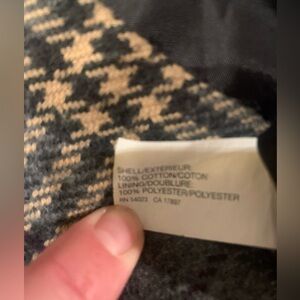 SHELL/EXTERIEUR:
100% COTTON/COTON
LINING/DOUBLURE:
100% POLYESTER/POLYESTER
RN 54023 CA 17897